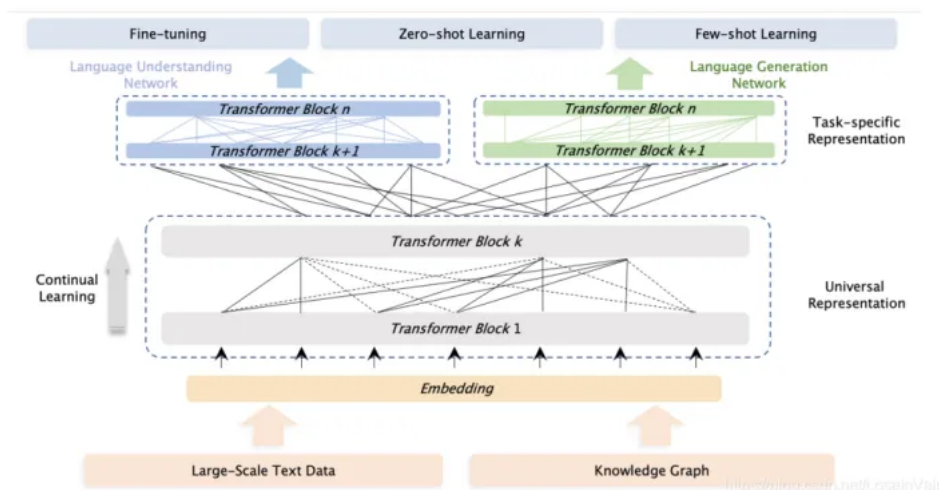 Fine-tuning
Zero-shot Learning
Few-shot Learning
Language Understanding
Network
Language Generation
Network
Transformer Block n
Transformer Block n
Task-specific
Representation
Transformer Block k+1
Transformer Block k+1
Transformer Block k
Continual
Learning
Universal
Representation
Transformer Block 1
Embedding
Large-Scale Text Data
Knowledge Graph